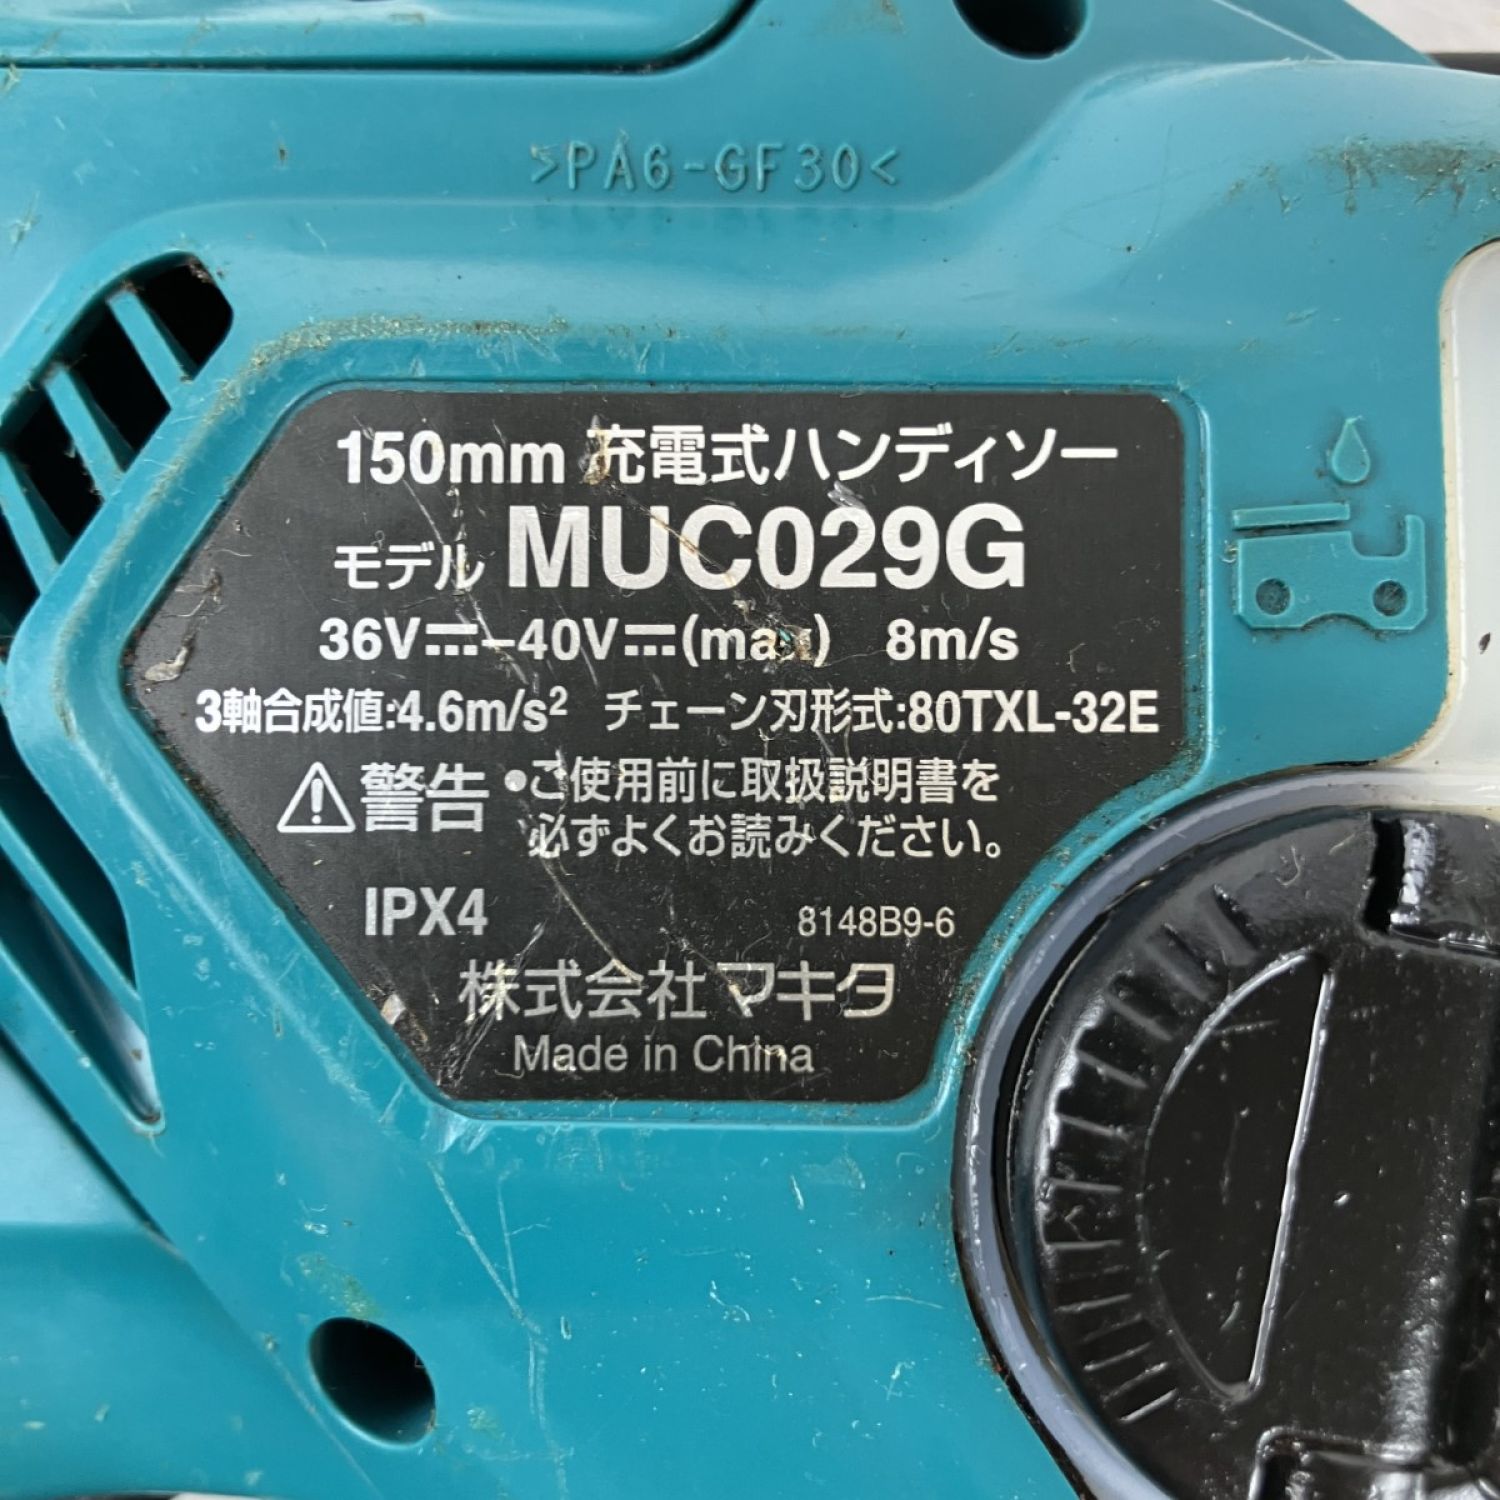 >PA6-GF30<
150mm 充電式ハンディソー
モデル MUC029G
36V⎓–40V⎓(max) 8m/s
3軸合成値:4.6m/s² チェーン刃形式:80TXL-32E
⚠警告 ●ご使用前に取扱説明書を
必ずよくお読みください。
IPX4 8148B9-6
株式会社マキタ
Made in China